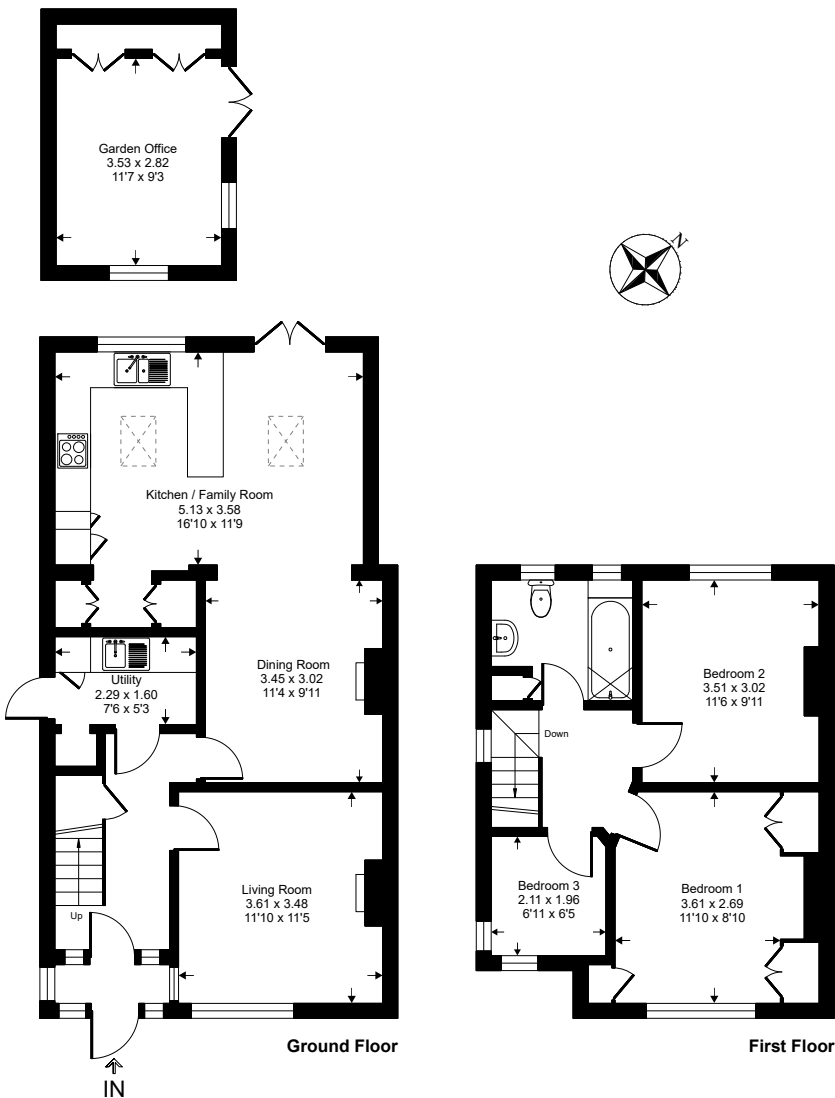 Garden Office
3.53 x 2.82
11'7 x 9'3
N
Kitchen / Family Room
5.13 x 3.58
16'10 x 11'9
Utility
2.29 x 1.60
7'6 x 5'3
Dining Room
3.45 x 3.02
11'4 x 9'11
Living Room
3.61 x 3.48
11'10 x 11'5
Up
Ground Floor
IN
Bedroom 2
3.51 x 3.02
11'6 x 9'11
Down
Bedroom 3
2.11 x 1.96
6'11 x 6'5
Bedroom 1
3.61 x 2.69
11'10 x 8'10
First Floor